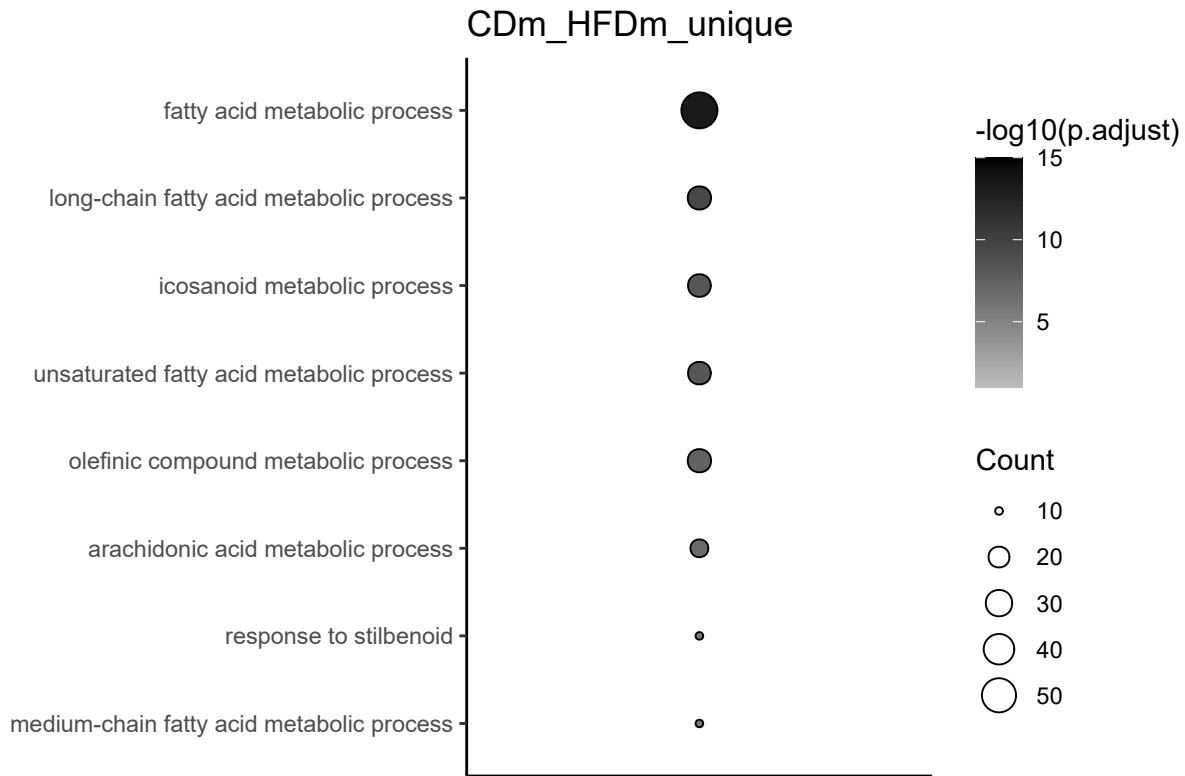 CDm_HFDm_unique
fatty acid metabolic process
long-chain fatty acid metabolic process
icosanoid metabolic process
unsaturated fatty acid metabolic process
olefinic compound metabolic process
arachidonic acid metabolic process
response to stilbenoid
medium-chain fatty acid metabolic process
-log10(p.adjust)
15
10
5
Count
10
20
30
40
50